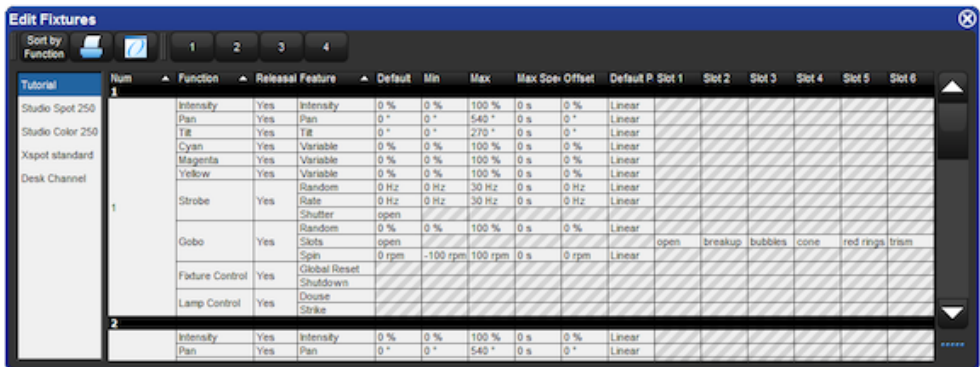 Edit Fixtures
Sort by
Function
1 2 3 4
Tutorial
Studio Spot 250
Studio Color 250
Xspot standard
Desk Channel
Num Function Releasal Feature Default Min Max Max Spe Offset Default P Slot 1 Slot 2 Slot 3 Slot 4 Slot 5 Slot 6
1
1
Intensity Yes Intensity 0 % 0 % 100 % 0 s 0 % Linear
Pan Yes Pan 0 ° 0 ° 540 ° 0 s 0 ° Linear
Tilt Yes Tilt 0 ° 0 ° 270 ° 0 s 0 ° Linear
Cyan Yes Variable 0 % 0 % 100 % 0 s 0 % Linear
Magenta Yes Variable 0 % 0 % 100 % 0 s 0 % Linear
Yellow Yes Variable 0 % 0 % 100 % 0 s 0 % Linear
Strobe Yes Random 0 Hz 0 Hz 30 Hz 0 s 0 Hz Linear
Rate 0 Hz 0 Hz 30 Hz 0 s 0 Hz Linear
Shutter open
Gobo Yes Random 0 % 0 % 100 % 0 s 0 % Linear
Slots open open breakup bubbles cone red rings trism
Spin 0 rpm -100 rpm 100 rpm 0 s 0 rpm Linear
Fixture Control Yes Global Reset
Shutdown
Lamp Control Yes Douse
Strike
2
Intensity Yes Intensity 0 % 0 % 100 % 0 s 0 % Linear
Pan Yes Pan 0 ° 0 ° 540 ° 0 s 0 ° Linear